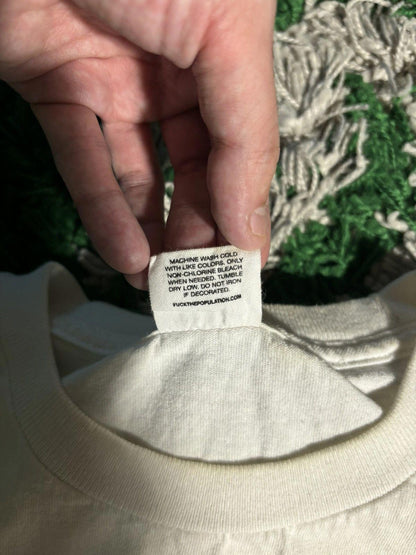 MACHINE WASH COLD
WITH LIKE COLORS, ONLY
NON-CHLORINE BLEACH
WHEN NEEDED. TUMBLE
DRY LOW, DO NOT IRON
IF DECORATED.
FUCKTHEPOPULATION.COM